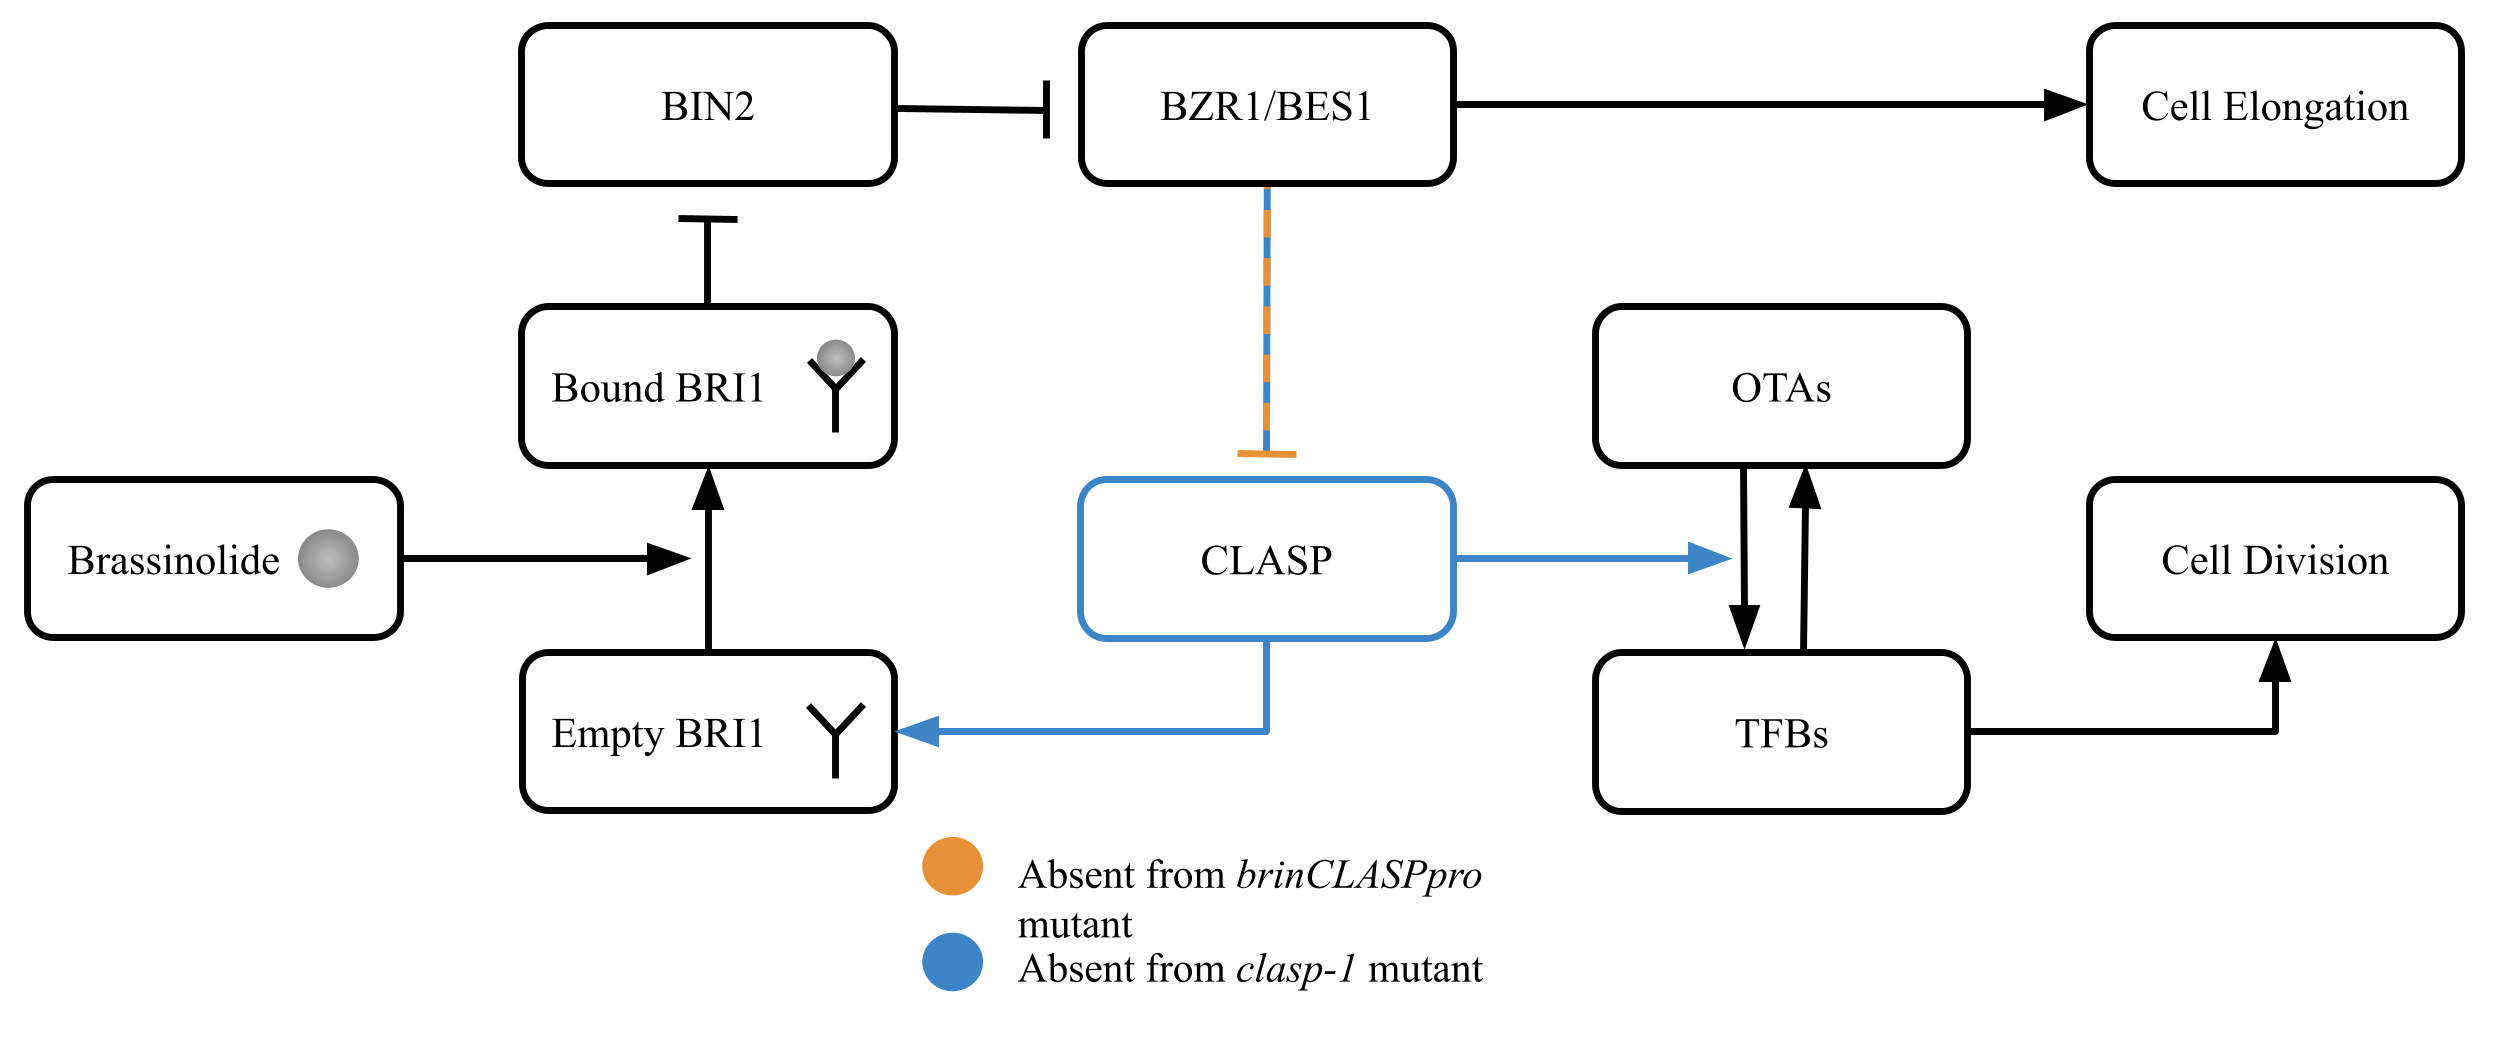 BIN2
BZR1/BES1
Cell Elongation
Bound BRI1
OTAs
Brassinolide
CLASP
Cell Division
Empty BRI1
TFBs
Absent from brinCLASPpro
mutant
Absent from clasp-1 mutant